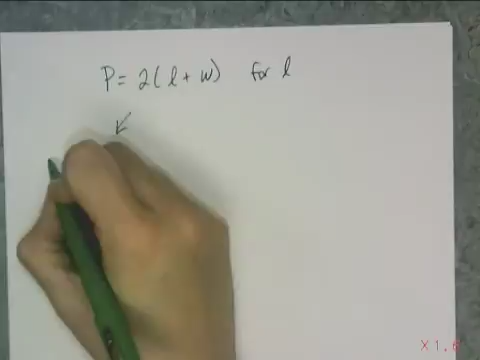 P = 2(l + w) for l